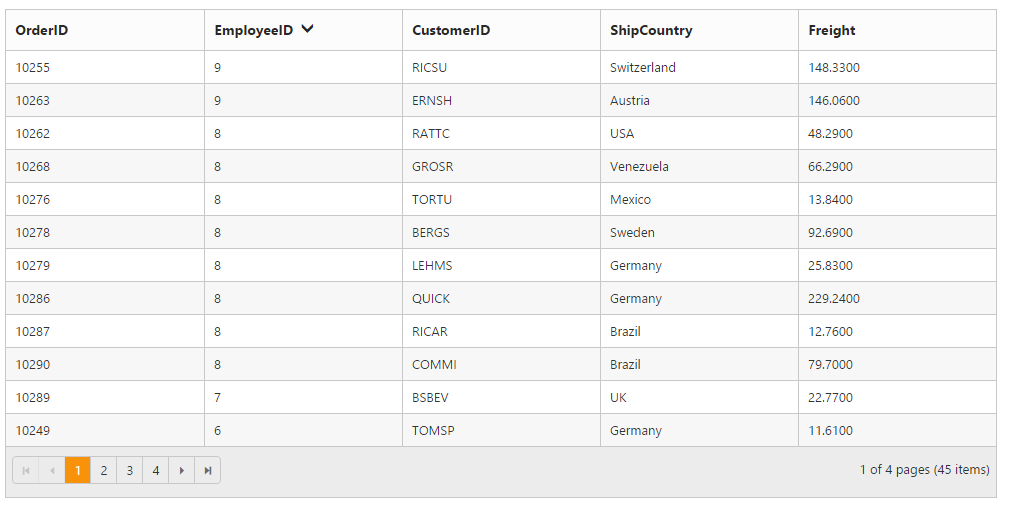 OrderID EmployeeID CustomerID ShipCountry Freight
10255 9 RICSU Switzerland 148.3300
10263 9 ERNSH Austria 146.0600
10262 8 RATTC USA 48.2900
10268 8 GROSR Venezuela 66.2900
10276 8 TORTU Mexico 13.8400
10278 8 BERGS Sweden 92.6900
10279 8 LEHMS Germany 25.8300
10286 8 QUICK Germany 229.2400
10287 8 RICAR Brazil 12.7600
10290 8 COMMI Brazil 79.7000
10289 7 BSBEV UK 22.7700
10249 6 TOMSP Germany 11.6100
1 2 3 4 1 of 4 pages (45 items)